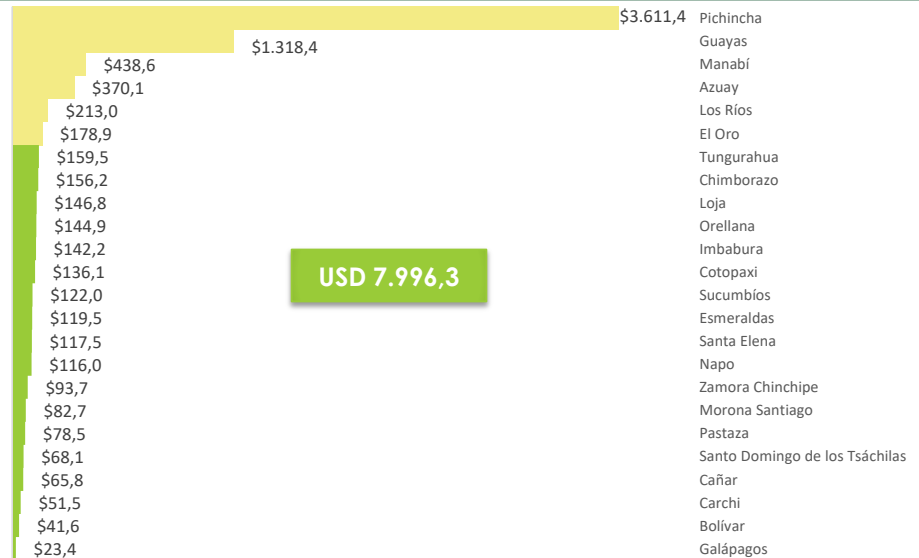 $3.611,4 Pichincha
$1.318,4 Guayas
$438,6 Manabí
$370,1 Azuay
$213,0 Los Ríos
$178,9 El Oro
$159,5 Tungurahua
$156,2 Chimborazo
$146,8 Loja
$144,9 Orellana
$142,2 Imbabura
$136,1 Cotopaxi
USD 7.996,3
$122,0 Sucumbíos
$119,5 Esmeraldas
$117,5 Santa Elena
$116,0 Napo
$93,7 Zamora Chinchipe
$82,7 Morona Santiago
$78,5 Pastaza
$68,1 Santo Domingo de los Tsáchilas
$65,8 Cañar
$51,5 Carchi
$41,6 Bolívar
$23,4 Galápagos